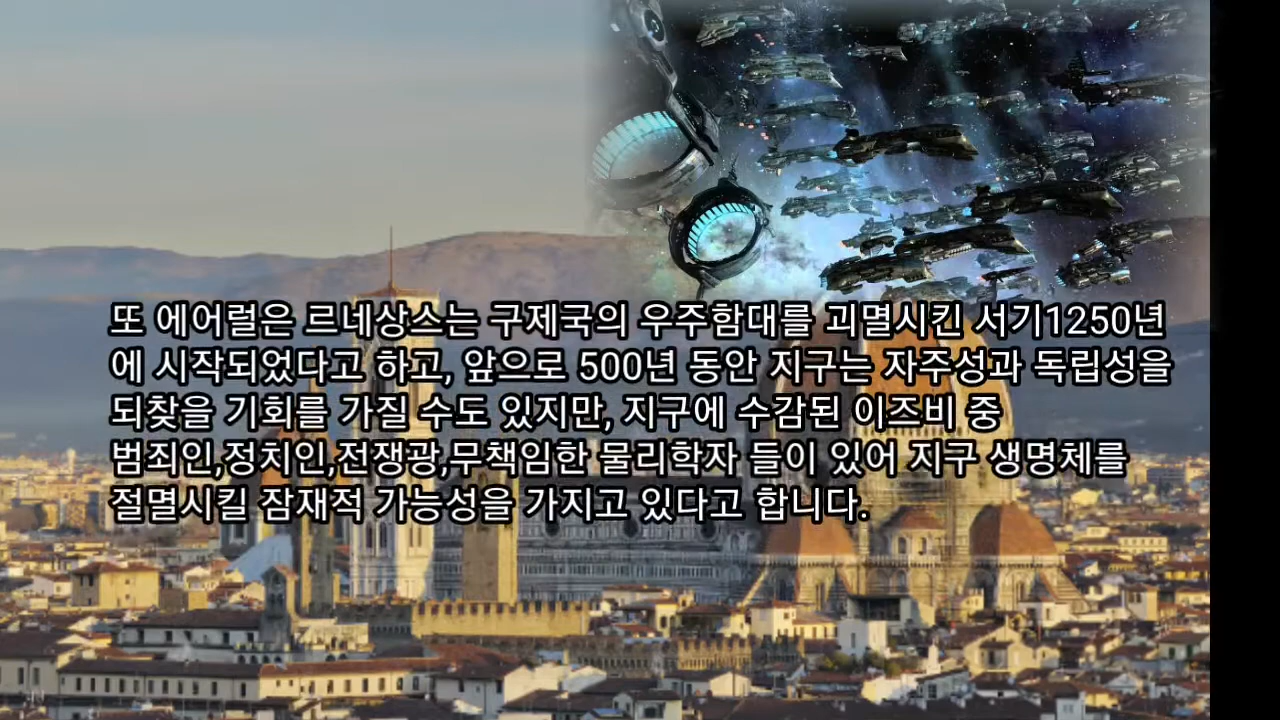 또 에어럴은 르네상스는 구제국의 우주함대를 괴멸시킨 서기1250년
에 시작되었다고 하고, 앞으로 500년 동안 지구는 자주성과 독립성을
되찾을 기회를 가질 수도 있지만, 지구에 수감된 이즈비 중
범죄인,정치인,전쟁광,무책임한 물리학자 들이 있어 지구 생명체를
절멸시킬 잠재적 가능성을 가지고 있다고 합니다.